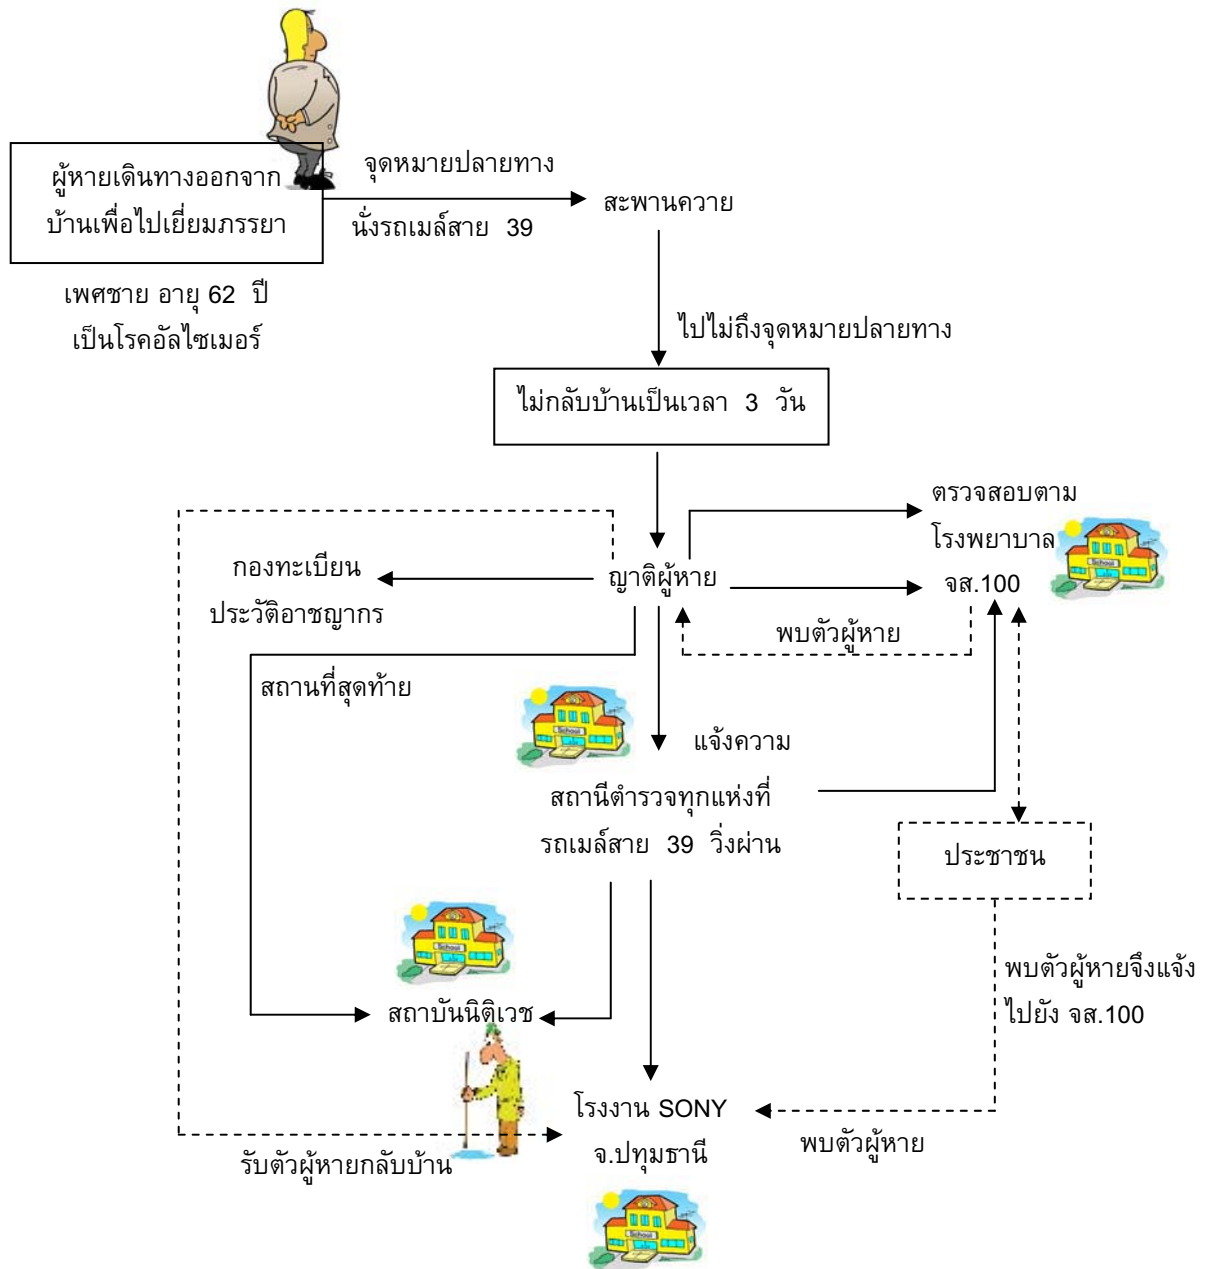 จุดหมายปลายทาง
ผู้หายเดินทางออกจาก
บ้านเพื่อไปเยี่ยมภรรยา
นั่งรถเมล์สาย 39
สะพานควาย
เพศชาย อายุ 62 ปี
เป็นโรคอัลไซเมอร์
ไปไม่ถึงจุดหมายปลายทาง
ไม่กลับบ้านเป็นเวลา 3 วัน
ตรวจสอบตาม
โรงพยาบาล
กองทะเบียน
ประวัติอาชญากร
ญาติผู้หาย
จส.100
School
พบตัวผู้หาย
สถานที่สุดท้าย
School
แจ้งความ
สถานีตำรวจทุกแห่งที่
รถเมล์สาย 39 วิ่งผ่าน
ประชาชน
School
พบตัวผู้หายจึงแจ้ง
ไปยัง จส.100
สถาบันนิติเวช
โรงงาน SONY
จ.ปทุมธานี
พบตัวผู้หาย
รับตัวผู้หายกลับบ้าน
School